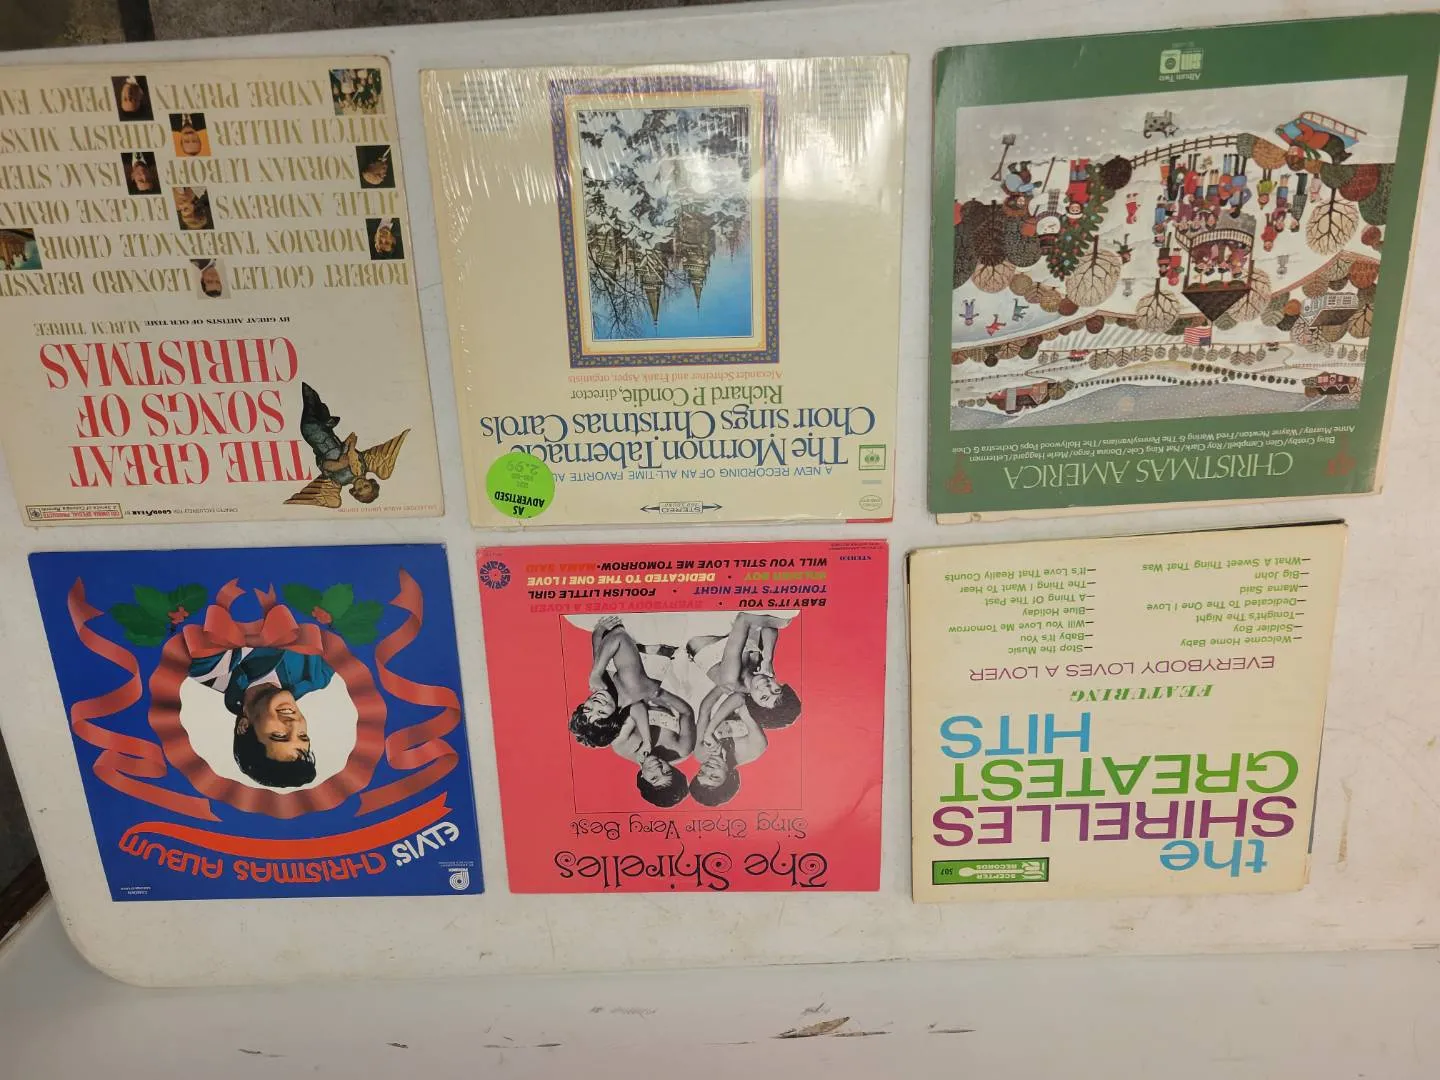 THE GREAT
SONGS OF
CHRISTMAS
BY GREAT ARTISTS OF OUR TIME ALBUM THREE
ROBERT GOULET LEONARD
MORMON TABERNACLE CHOIR
JULIE ANDREWS EUGENE
NORMAN LUBOFF ISAAC
MITCH MILLER CHRISTY
ANDRE PREVIN PERCY
STEREO
A NEW RECORDING OF AN ALL-TIME FAVORITE
The Mormon Tabernacle
Choir sings Christmas Carols
Richard P. Condie, director
Alexander Schreiner and Frank Asper, organists
AS
ADVERTISED
2.99
CHRISTMAS AMERICA
Bing Crosby/Glen Campbell/Roy Clark/Nat King Cole/Donna Fargo/Merle Haggard/The Lettermen
Anne Murray/Wayne Newton/Fred Waring & The Pennsylvanians/The Hollywood Pops Orchestra & Choir
Album Two
ELVIS'
CHRISTMAS ALBUM
The Shirelles
Sing Their Very Best
BABY IT'S YOU • EVERYBODY LOVES A LOVER
TONIGHT'S THE NIGHT • FOOLISH LITTLE GIRL
SOLDIER BOY • DEDICATED TO THE ONE I LOVE
WILL YOU STILL LOVE ME TOMORROW • MAMA SAID
STEREO
SCEPTER
RECORDS
507
the
SHIRELLES
GREATEST
HITS
FEATURING
EVERYBODY LOVES A LOVER
—Welcome Home Baby
—Soldier Boy
—Tonight's The Night
—Dedicated To The One I Love
—Mama Said
—Big John
—What A Sweet Thing That Was
—Stop the Music
—Baby It's You
—Will You Love Me Tomorrow
—Blue Holiday
—A Thing Of The Past
—The Thing I Want To Hear
—It's Love That Really Counts